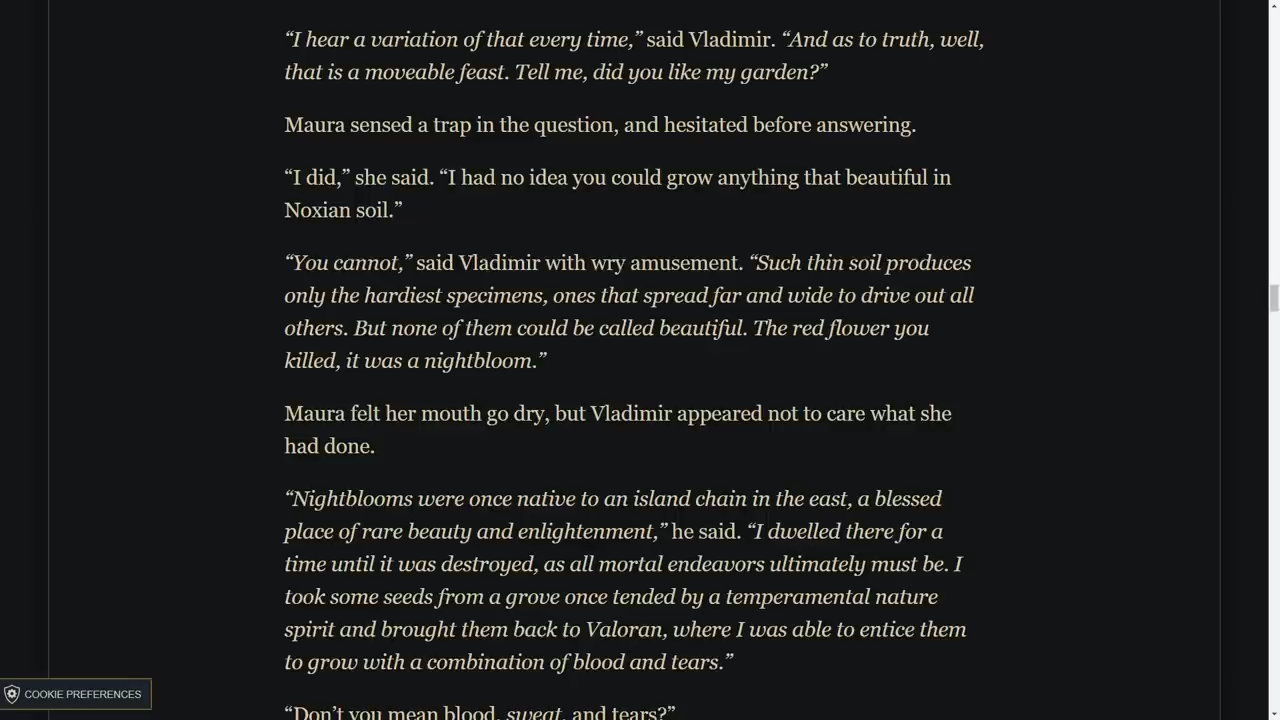 “I hear a variation of that every time,” said Vladimir. “And as to truth, well,
that is a moveable feast. Tell me, did you like my garden?”
Maura sensed a trap in the question, and hesitated before answering.
“I did,” she said. “I had no idea you could grow anything that beautiful in
Noxian soil.”
“You cannot,” said Vladimir with wry amusement. “Such thin soil produces
only the hardiest specimens, ones that spread far and wide to drive out all
others. But none of them could be called beautiful. The red flower you
killed, it was a nightbloom.”
Maura felt her mouth go dry, but Vladimir appeared not to care what she
had done.
“Nightblooms were once native to an island chain in the east, a blessed
place of rare beauty and enlightenment,” he said. “I dwelled there for a
time until it was destroyed, as all mortal endeavors ultimately must be. I
took some seeds from a grove once tended by a temperamental nature
spirit and brought them back to Valoran, where I was able to entice them
to grow with a combination of blood and tears.”
COOKIE PREFERENCES
“Don’t you mean blood, sweat, and tears?”